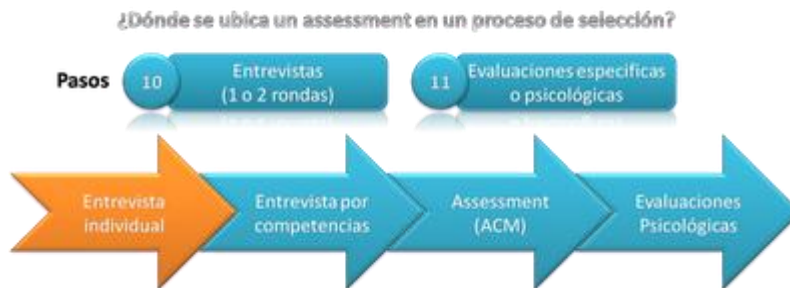 ¿Dónde se ubica un assessment en un proceso de selección?
Pasos
10
Entrevistas
(1 o 2 rondas)
11
Evaluaciones especificas
o psicológicas
Entrevista
individual
Entrevista por
competencias
Assessment
(ACM)
Evaluaciones
Psicológicas